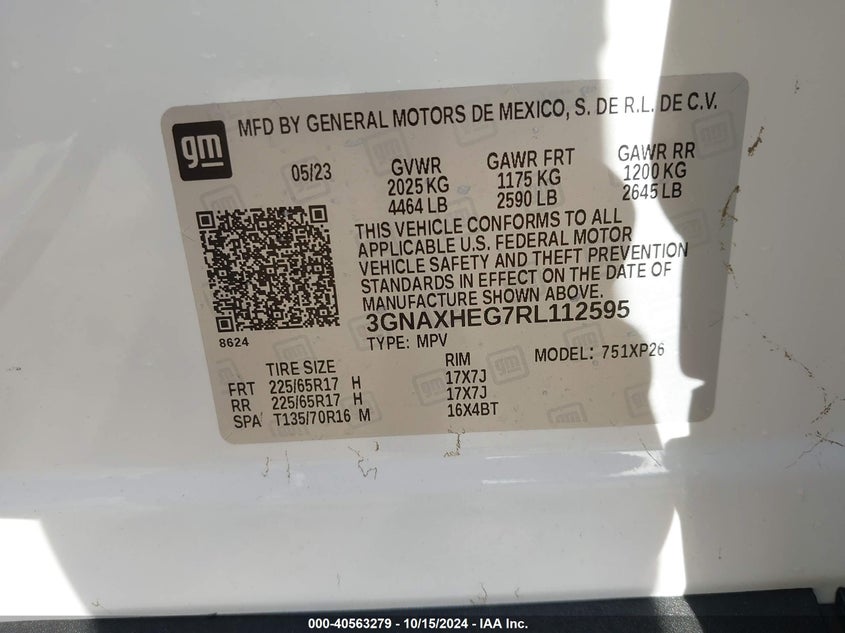 gm
MFD BY GENERAL MOTORS DE MEXICO, S. DE R.L. DE C.V.
05/23 GVWR GAWR FRT GAWR RR
2025 KG 1175 KG 1200 KG
4464 LB 2590 LB 2645 LB
THIS VEHICLE CONFORMS TO ALL
APPLICABLE U.S. FEDERAL MOTOR
VEHICLE SAFETY AND THEFT PREVENTION
STANDARDS IN EFFECT ON THE DATE OF
MANUFACTURE SHOWN ABOVE.
3GNAXHEG7RL112595
8624
TYPE: MPV MODEL: 751XP26
TIRE SIZE RIM
FRT 225/65R17 H 17X7J
RR 225/65R17 H 17X7J
SPA T135/70R16 M 16X4BT
000-40563279 - 10/15/2024 - IAA Inc.